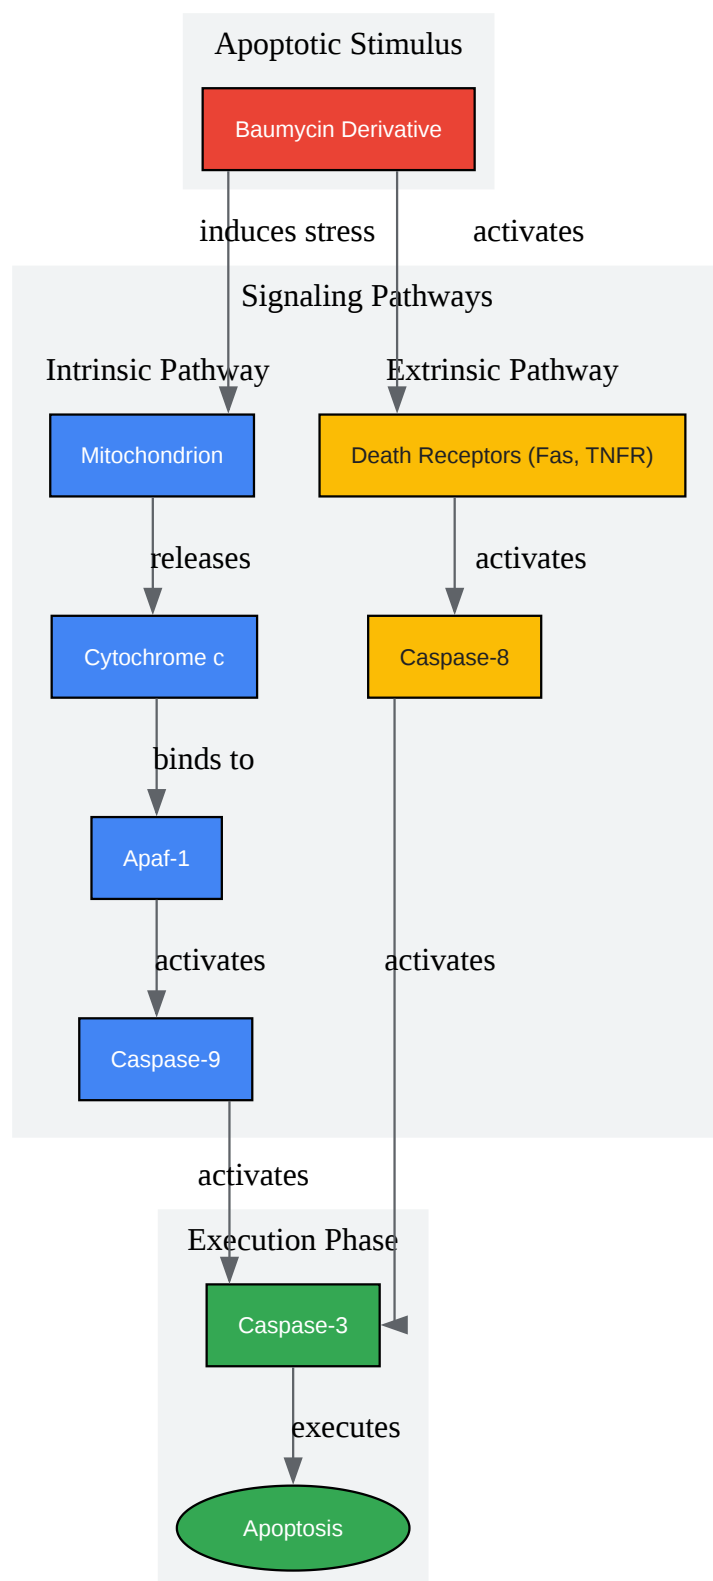 Apoptotic Stimulus
Baumycin Derivative
induces stress
activates
Signaling Pathways
Intrinsic Pathway
Extrinsic Pathway
Mitochondrion
Death Receptors (Fas, TNFR)
releases
activates
Cytochrome c
Caspase-8
binds to
Apaf-1
activates
activates
Caspase-9
activates
Execution Phase
Caspase-3
executes
Apoptosis